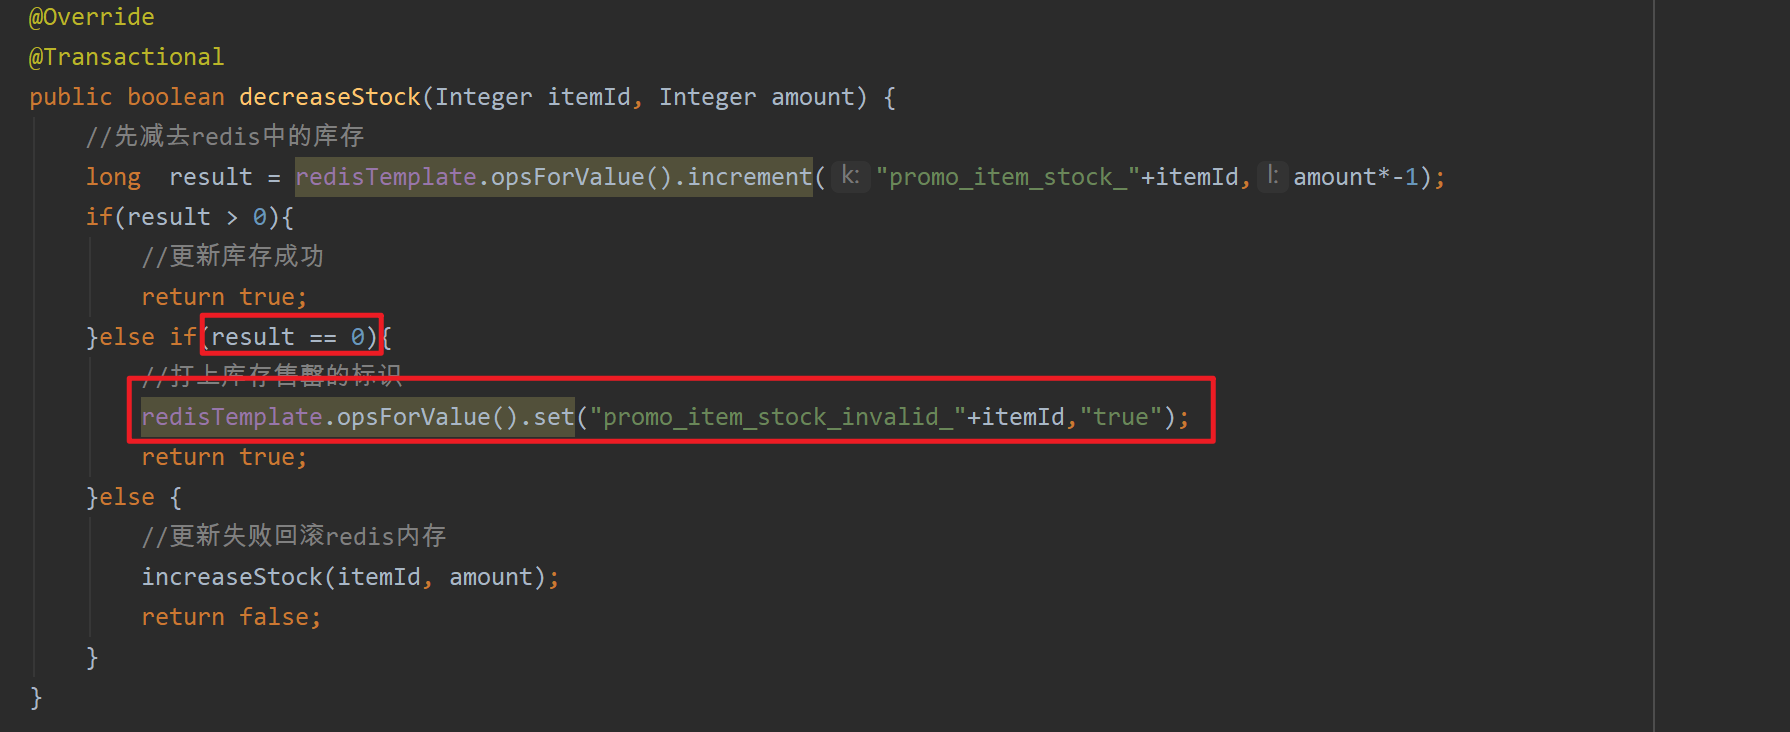 @Override
@Transactional
public boolean decreaseStock(Integer itemId, Integer amount) {
//先减去redis中的库存
long  result = redisTemplate.opsForValue().increment( k: "promo_item_stock_"+itemId, l: amount*-1);
if(result > 0){
//更新库存成功
return true;
}else if(result == 0){
//打上库存售罄的标识
redisTemplate.opsForValue().set("promo_item_stock_invalid_"+itemId,"true");
return true;
}else {
//更新失败回滚redis内存
increaseStock(itemId, amount);
return false;
}
}